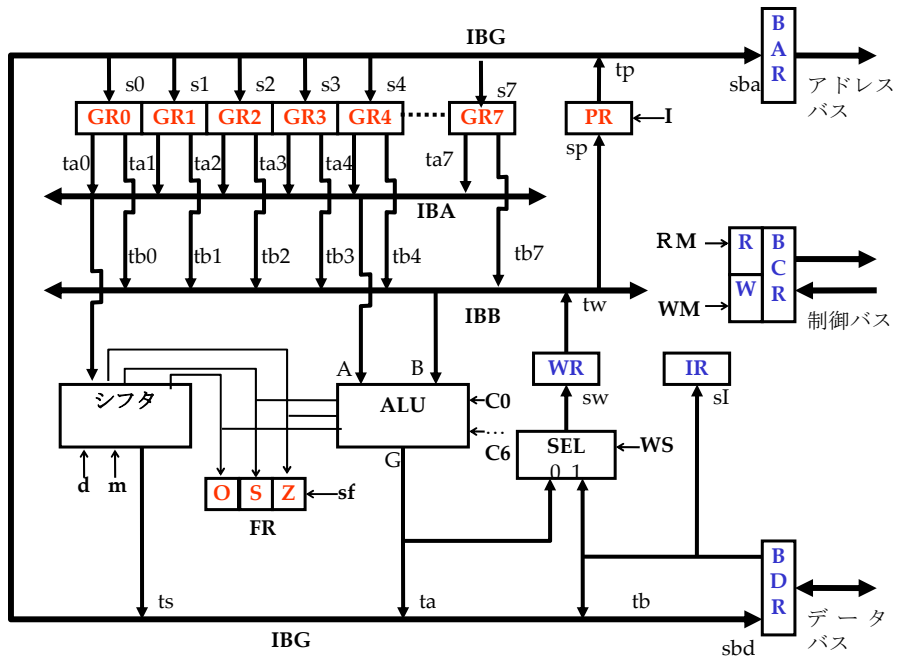 IBG
B
A
R
s0
s1
s2
s3
s4
s7
tp
sba
アドレス
バス
GR0
GR1
GR2
GR3
GR4
GR7
PR
I
ta0
ta1
ta2
ta3
ta4
ta7
sp
IBA
tb0
tb1
tb2
tb3
tb4
tb7
RM
R
W
B
C
R
WM
制御バス
IBB
tw
A
B
WR
sw
IR
sI
シフタ
ALU
C0
…
C6
SEL
0 1
WS
G
d
m
O
S
Z
sf
FR
B
D
R
ts
ta
tb
データ
バス
IBG
sbd